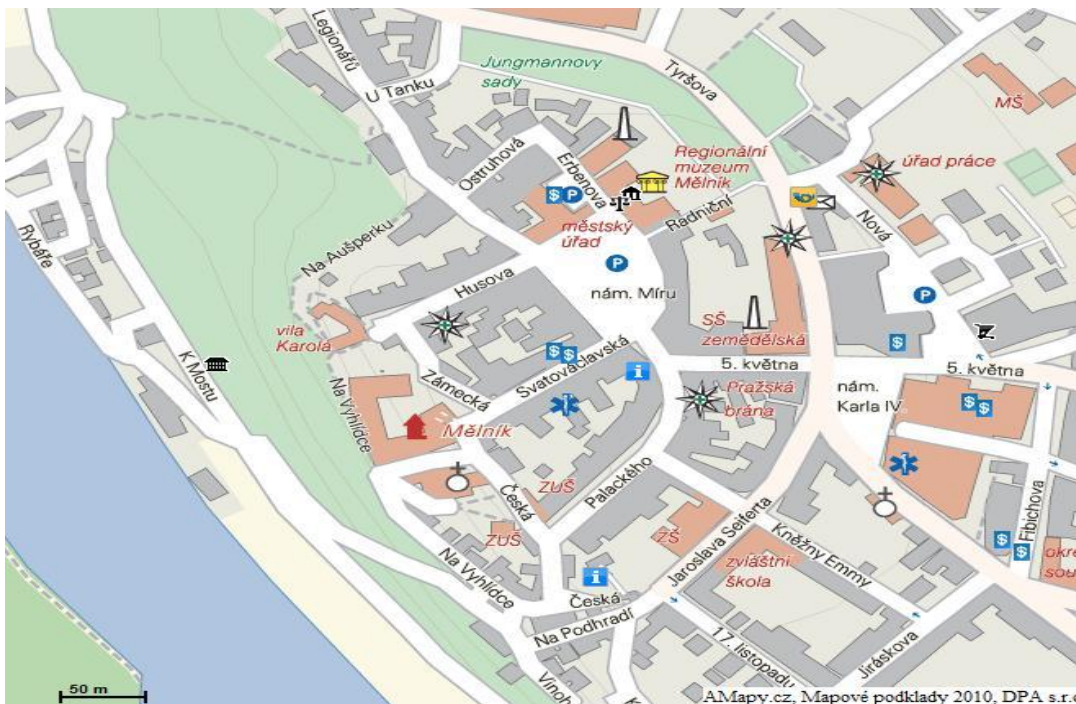 Legionářů
U Tanku
Jungmannovy
sady
Tyršova
MŠ
Ostruhová
Erbenova
Regionální
muzeum
Mělník
úřad práce
Radniční
Nová
městský
úřad
Na Aušperku
Rybáře
Husova
nám. Míru
vila
Karola
SŠ
zemědělská
K Mostu
Zámecká
Svatováclavská
5. května
5. května
Na Vyhlídce
Pražská
brána
nám.
Karla IV.
Mělník
Palackého
ZUŠ
Česká
ZUŠ
ZŠ
Jaroslava Seiferta
Kněžny Emmy
Fibichova
zvláštní
škola
Na Vyhlídce
Česká
Na Podhradí
17. listopadu
Jiráskova
50 m
AMapy.cz, Mapové podklady 2010, DPA s.r.o